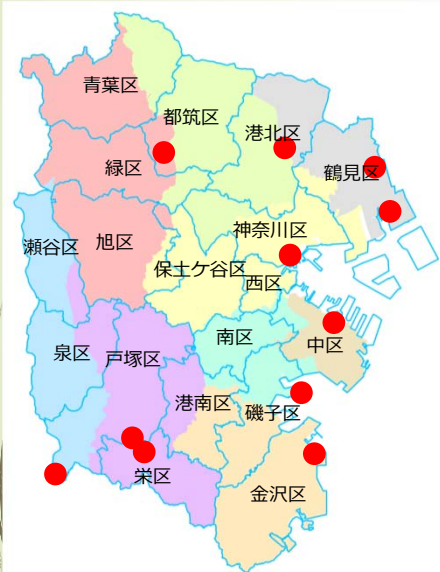 青葉区
都筑区
港北区
緑区
鶴見区
瀬谷区
旭区
神奈川区
保土ケ谷区
西区
南区
中区
泉区
戸塚区
港南区
磯子区
栄区
金沢区